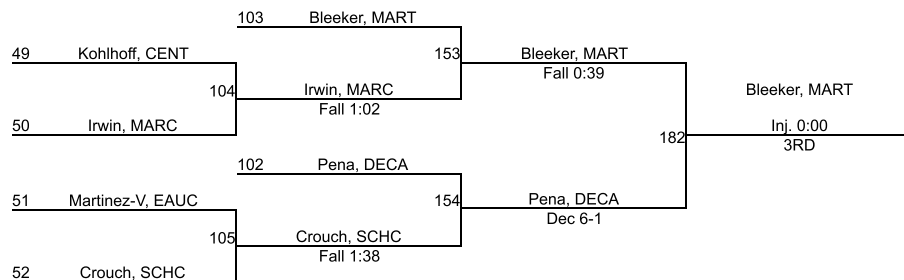 103 Bleeker, MART
49 Kohlhoff, CENT
153 Bleeker, MART
Fall 0:39
104 Irwin, MARC
Fall 1:02
Bleeker, MART
50 Irwin, MARC
182 Inj. 0:00
3RD
102 Pena, DECA
51 Martinez-V, EAUC
154 Pena, DECA
Dec 6-1
105 Crouch, SCHC
Fall 1:38
52 Crouch, SCHC